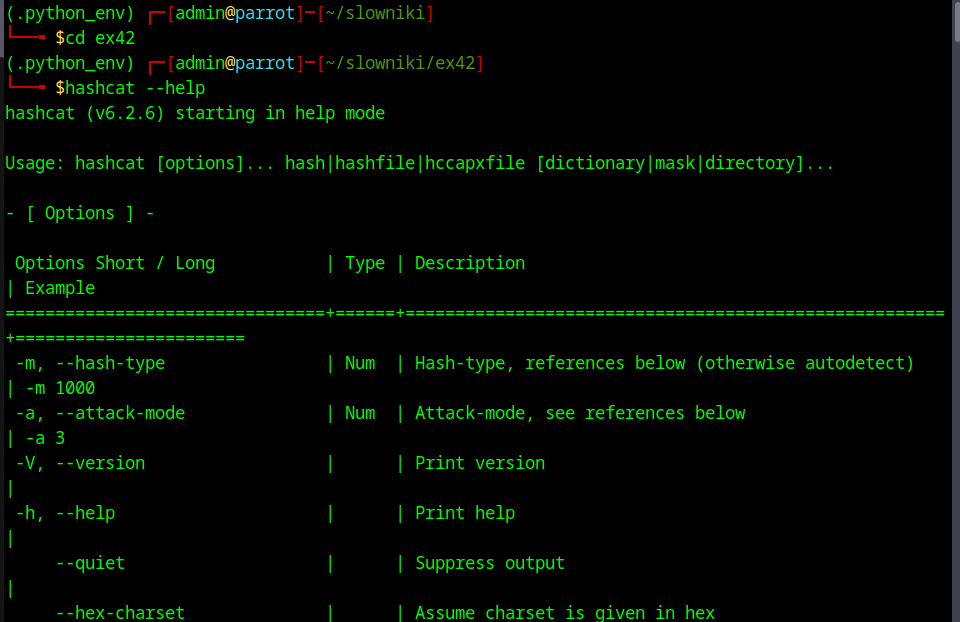 (.python_env) ┌─[admin@parrot]─[~/slowniki]
└──╼ $cd ex42
(.python_env) ┌─[admin@parrot]─[~/slowniki/ex42]
└──╼ $hashcat --help
hashcat (v6.2.6) starting in help mode

Usage: hashcat [options]... hash|hashfile|hccapxfile [dictionary|mask|directory]...

- [ Options ] -

 Options Short / Long           | Type | Description
| Example
================================+======+======================================================
+=======================
 -m, --hash-type                | Num  | Hash-type, references below (otherwise autodetect)
| -m 1000
 -a, --attack-mode              | Num  | Attack-mode, see references below
| -a 3
 -V, --version                  |      | Print version
|
 -h, --help                     |      | Print help
|
     --quiet                    |      | Suppress output
|
     --hex-charset              |      | Assume charset is given in hex